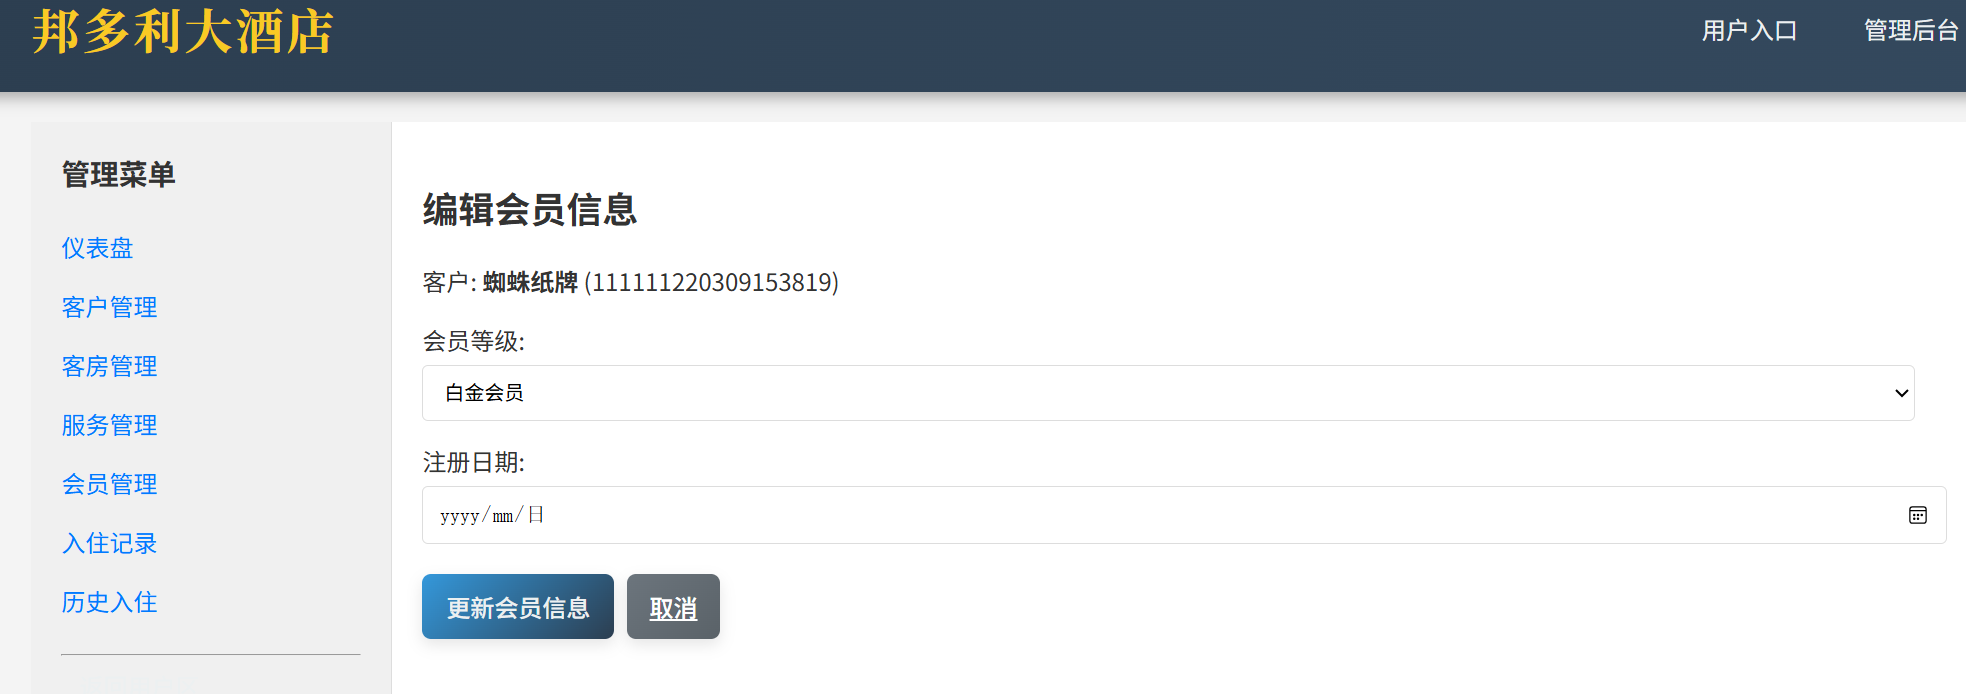 邦多利大酒店
用户入口 管理后台
管理菜单
仪表盘
客户管理
客房管理
服务管理
会员管理
入住记录
历史入住
编辑会员信息
客户: 蜘蛛纸牌 (111111220309153819)
会员等级:
白金会员
注册日期:
yyyy/mm/日
更新会员信息 取消